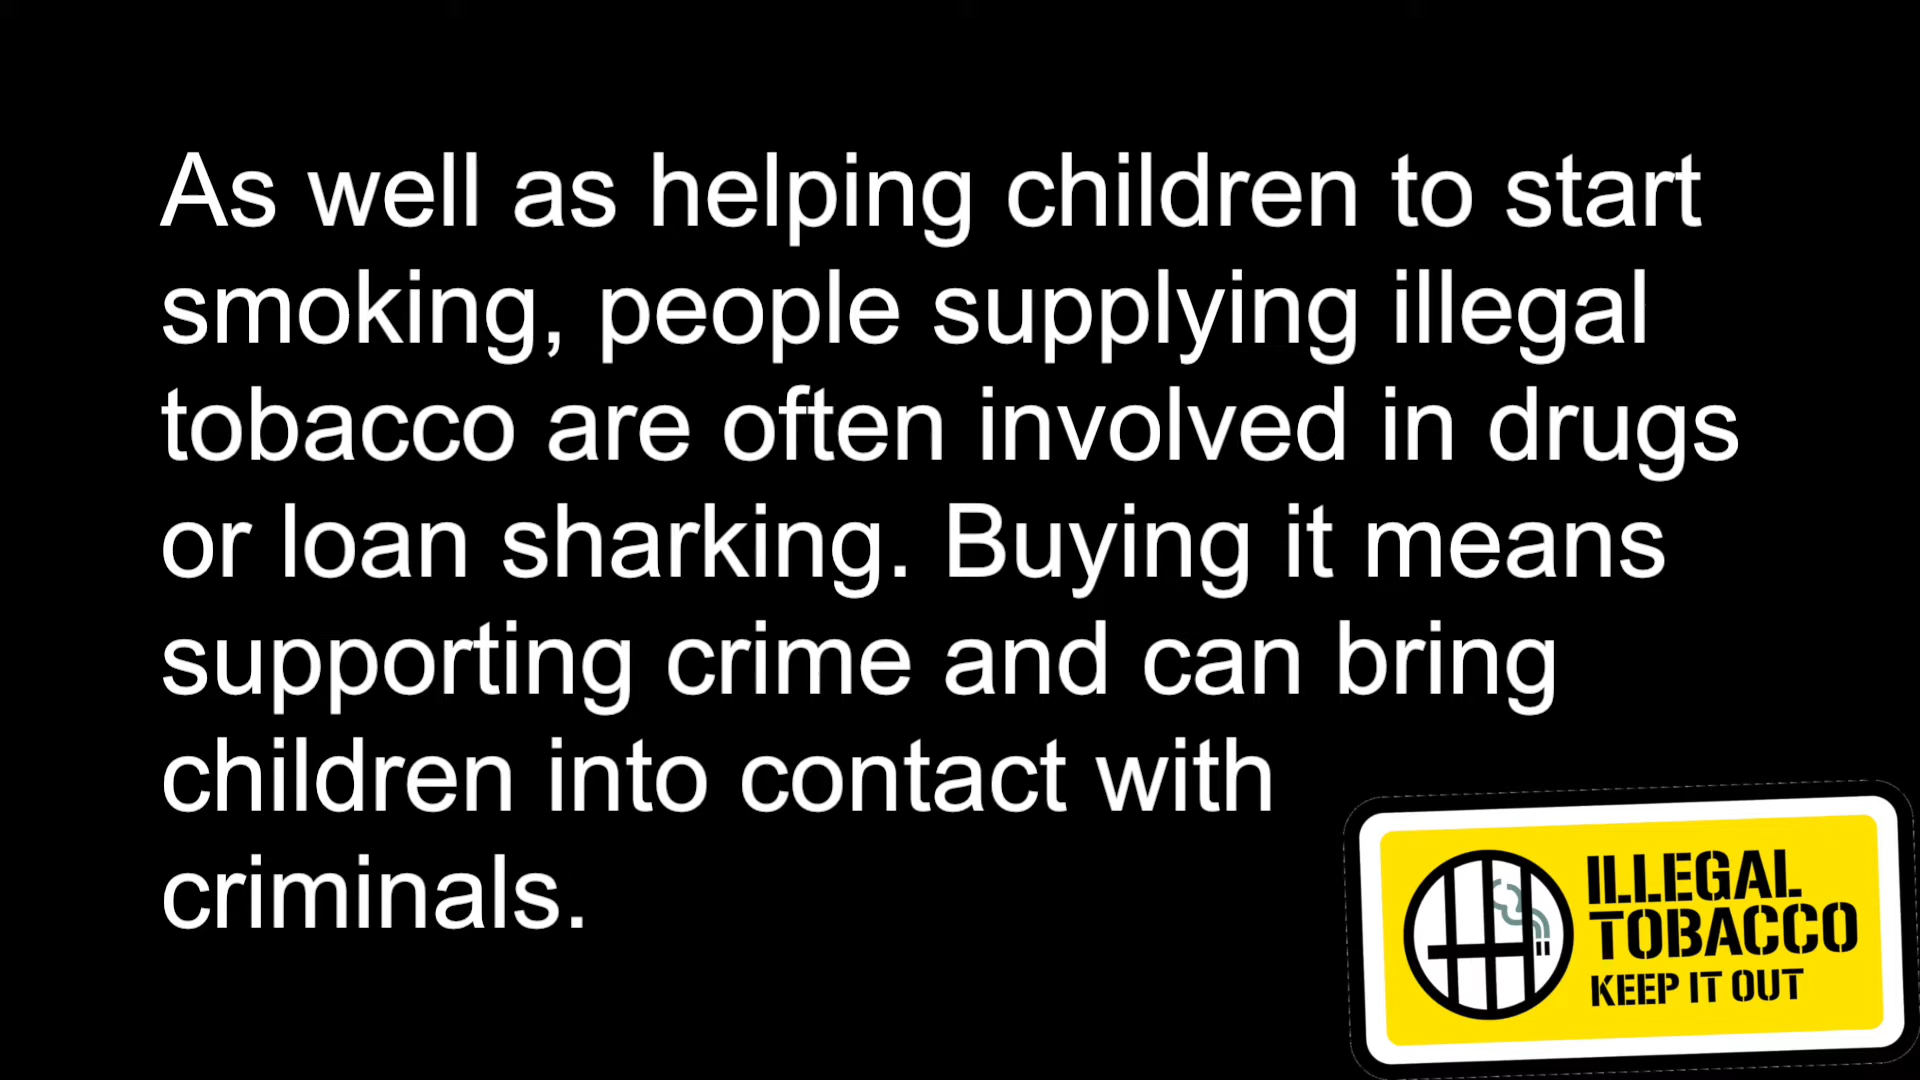 As well as helping children to start
smoking, people supplying illegal
tobacco are often involved in drugs
or loan sharking. Buying it means
supporting crime and can bring
children into contact with
criminals.
ILLEGAL
TOBACCO
KEEP IT OUT